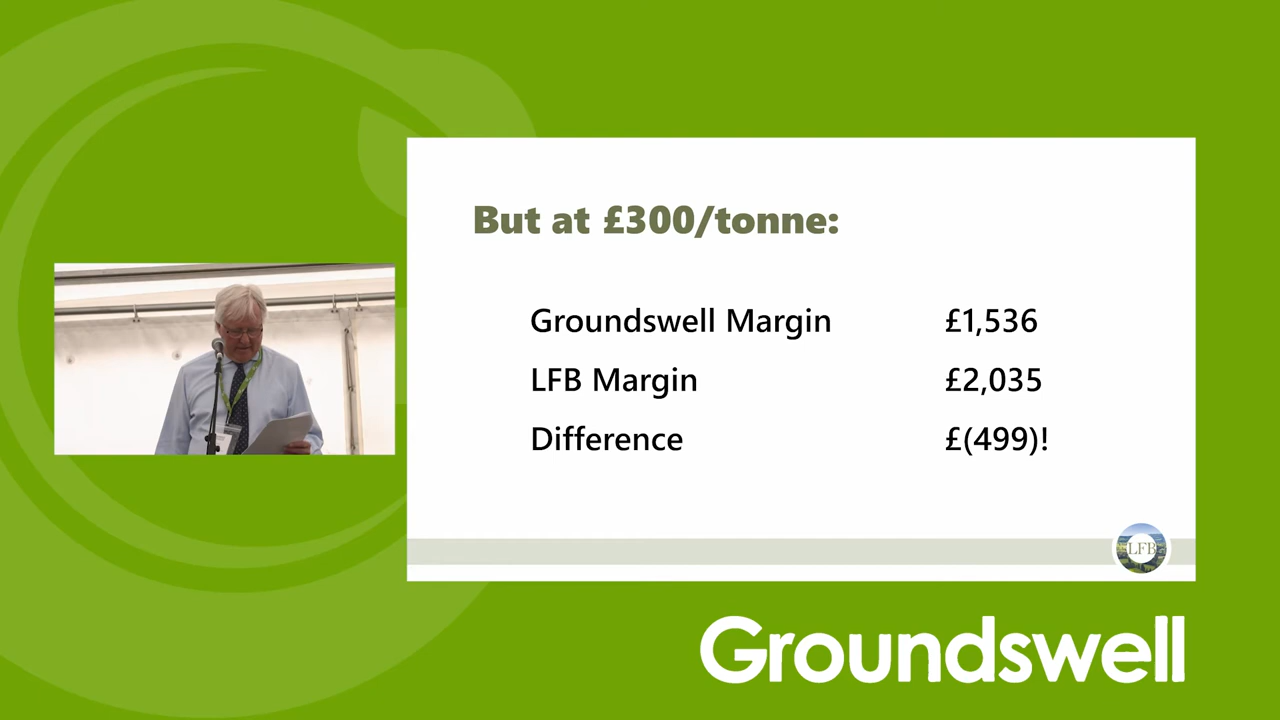 But at £300/tonne:
Groundswell Margin £1,536
LFB Margin £2,035
Difference £(499)!
LFB
Groundswell